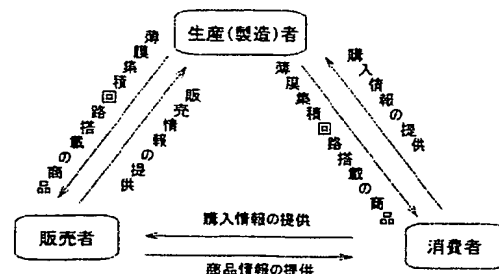 生産(製造)者
薄膜集積回路搭載の商品
販売情報の提供
薄膜集積回路搭載の商品
購入情報の提供
購入情報の提供
販売者
消費者
商品情報の提供